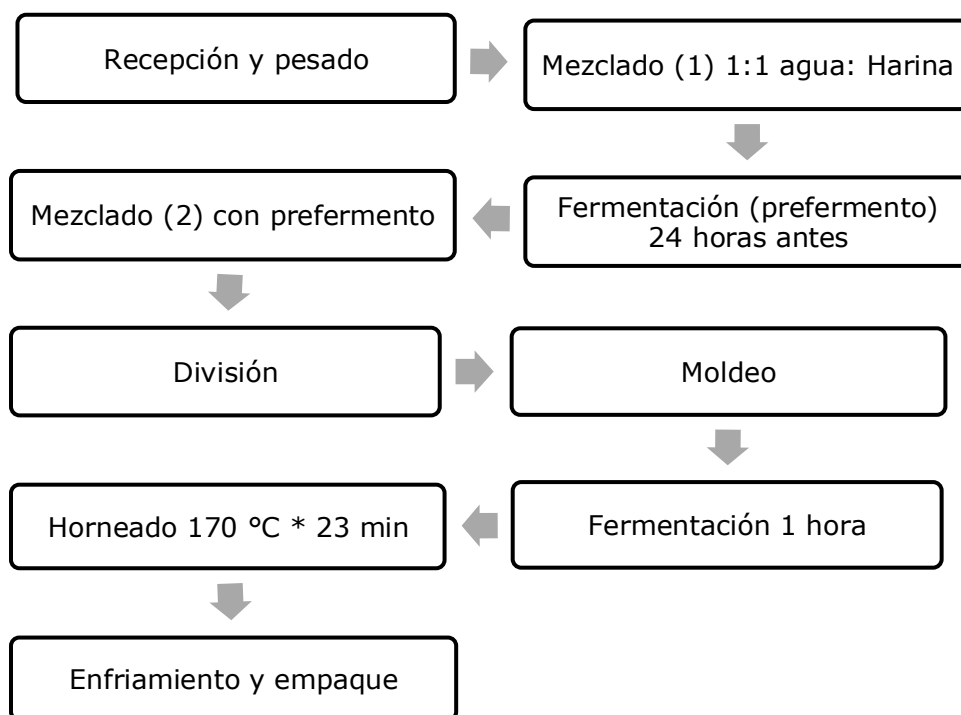 Recepción y pesado
Mezclado (1) 1:1 agua: Harina
Fermentación (prefermento)
24 horas antes
Mezclado (2) con prefermento
División
Moldeo
Fermentación 1 hora
Horneado 170 °C * 23 min
Enfriamiento y empaque